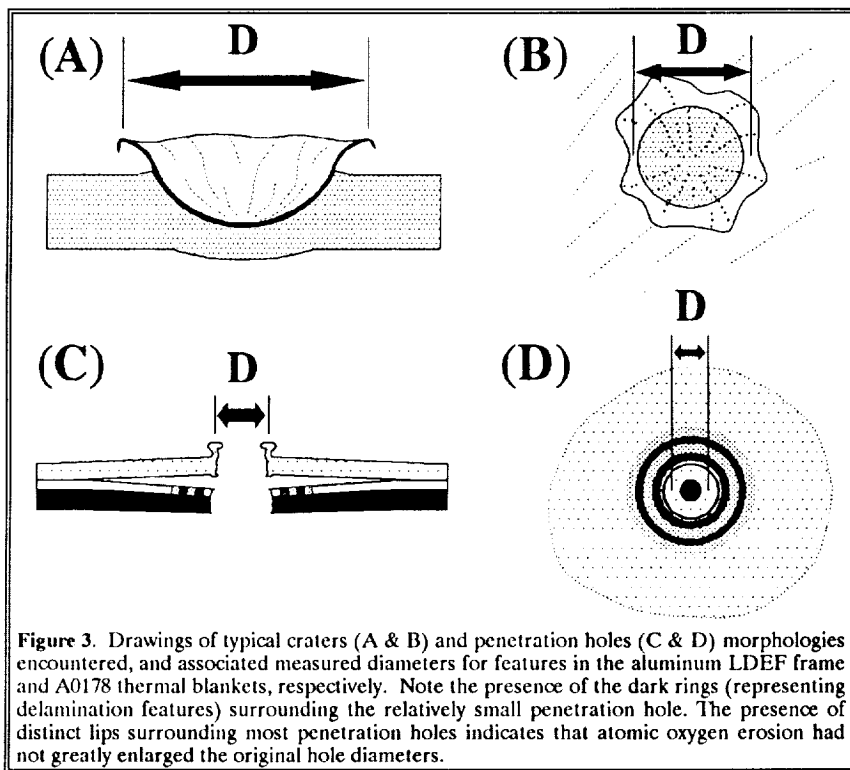 (A)
D
(B)
D
(C)
D
(D)
D
Figure 3. Drawings of typical craters (A & B) and penetration holes (C & D) morphologies
encountered, and associated measured diameters for features in the aluminum LDEF frame
and A0178 thermal blankets, respectively. Note the presence of the dark rings (representing
delamination features) surrounding the relatively small penetration hole. The presence of
distinct lips surrounding most penetration holes indicates that atomic oxygen erosion had
not greatly enlarged the original hole diameters.